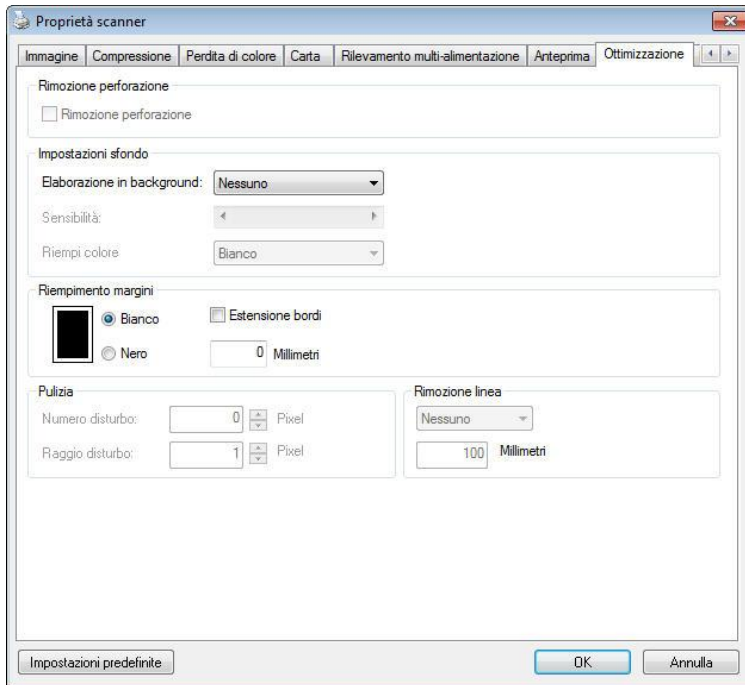 Proprietà scanner
Immagine Compressione Perdita di colore Carta Rilevamento multi-alimentazione Anteprima Ottimizzazione
Rimozione perforazione
Rimozione perforazione
Impostazioni sfondo
Elaborazione in background: Nessuno
Sensibilità:
Riempi colore Bianco
Riempimento margini
Bianco Estensione bordi
Nero 0 Millimetri
Pulizia Rimozione linea
Numero disturbo: 0 Pixel Nessuno
Raggio disturbo: 1 Pixel 100 Millimetri
Impostazioni predefinite OK Annulla